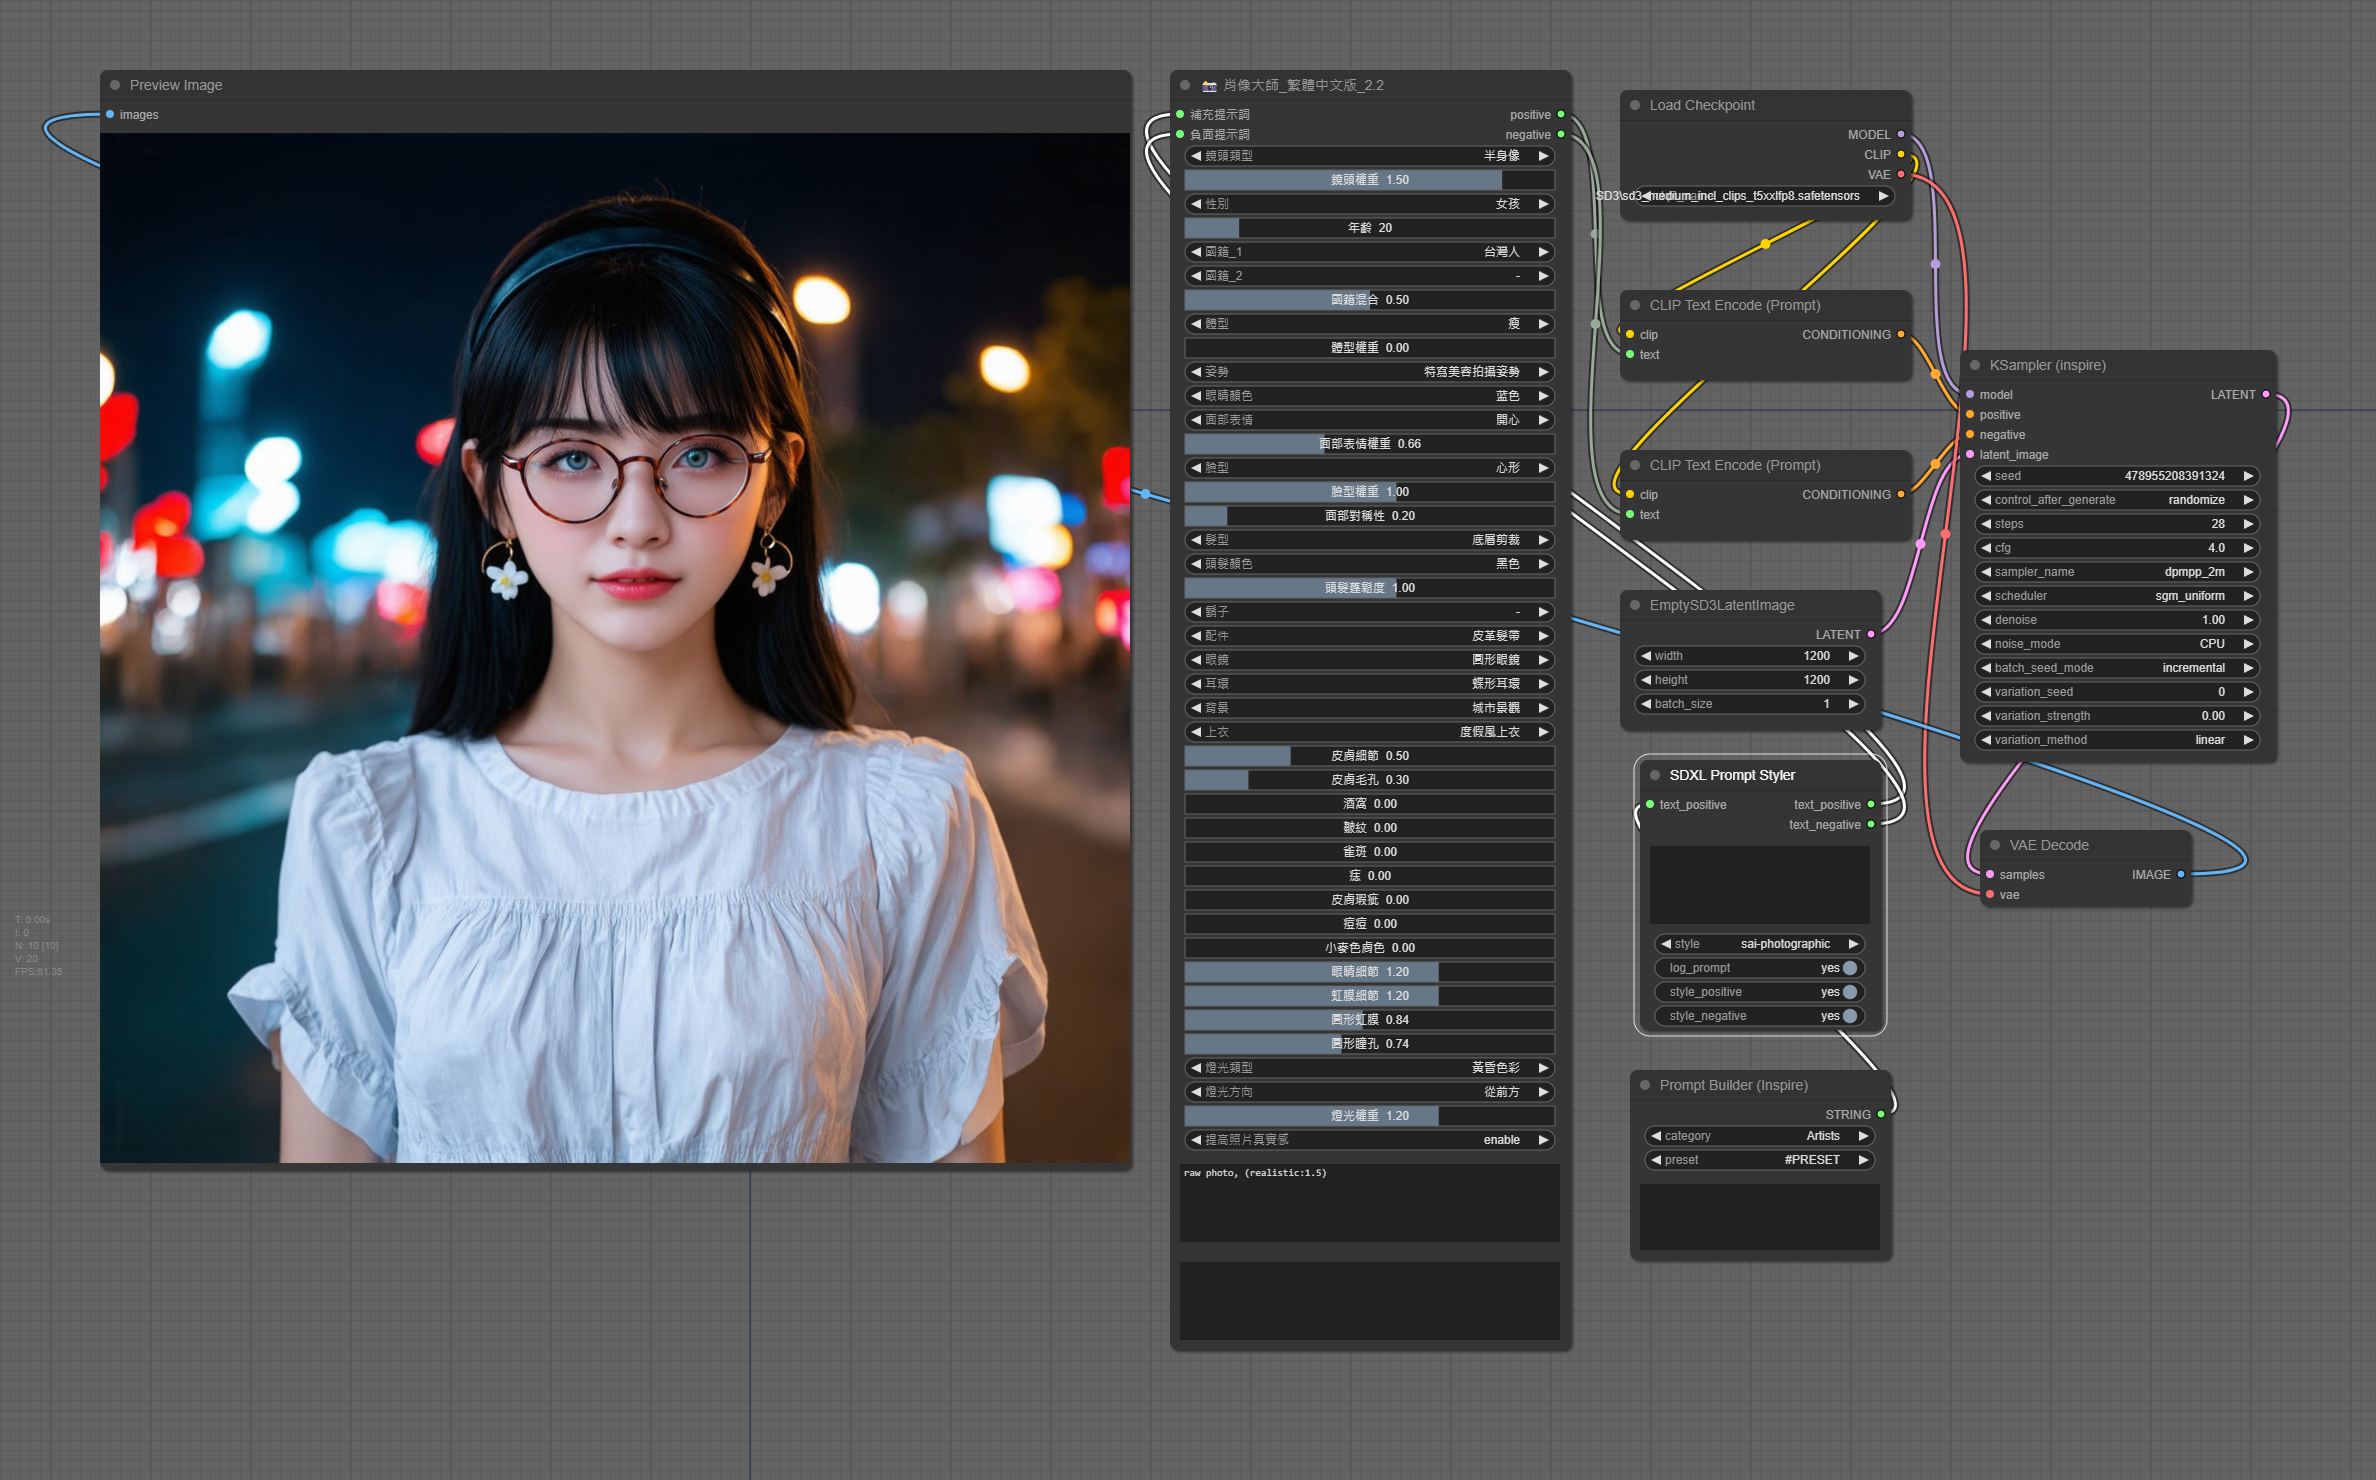 Preview Image
images
T: 0.00s
I: 0
N: 10 [10]
V: 20
FPS:61.35
肖像大師_繁體中文版_2.2
補充提示詞 positive
負面提示詞 negative
鏡頭類型 半身像
鏡頭權重 1.50
性別 女孩
年齡 20
國籍_1 台灣人
國籍_2 -
國籍混合 0.50
體型 瘦
體型權重 0.00
姿勢 特寫美容拍攝姿勢
眼睛顏色 蓝色
面部表情 開心
面部表情權重 0.66
臉型 心形
臉型權重 1.00
面部對稱性 0.20
髮型 底層剪裁
頭髮顏色 黑色
頭髮蓬鬆度 1.00
鬍子 -
配件 皮革髮帶
眼鏡 圓形眼鏡
耳環 蝶形耳環
背景 城市景觀
上衣 度假風上衣
皮膚細節 0.50
皮膚毛孔 0.30
酒窩 0.00
皺紋 0.00
雀斑 0.00
痣 0.00
皮膚瑕疵 0.00
痘痘 0.00
小麥色膚色 0.00
眼睛細節 1.20
虹膜細節 1.20
圓形虹膜 0.84
圓形瞳孔 0.74
燈光類型 黃昏色彩
燈光方向 從前方
燈光權重 1.20
提高照片真實感 enable
raw photo, (realistic:1.5)
Load Checkpoint
MODEL
CLIP
VAE
SD3\sd3_medium_incl_clips_t5xxlfp8.safetensors
CLIP Text Encode (Prompt)
clip CONDITIONING
text
CLIP Text Encode (Prompt)
clip CONDITIONING
text
EmptySD3LatentImage
LATENT
width 1200
height 1200
batch_size 1
SDXL Prompt Styler
text_positive text_positive
text_negative
style sai-photographic
log_prompt yes
style_positive yes
style_negative yes
Prompt Builder (Inspire)
STRING
category Artists
preset #PRESET
KSampler (inspire)
model LATENT
positive
negative
latent_image
seed 478955208391324
control_after_generate randomize
steps 28
cfg 4.0
sampler_name dpmpp_2m
scheduler sgm_uniform
denoise 1.00
noise_mode CPU
batch_seed_mode incremental
variation_seed 0
variation_strength 0.00
variation_method linear
VAE Decode
samples IMAGE
vae